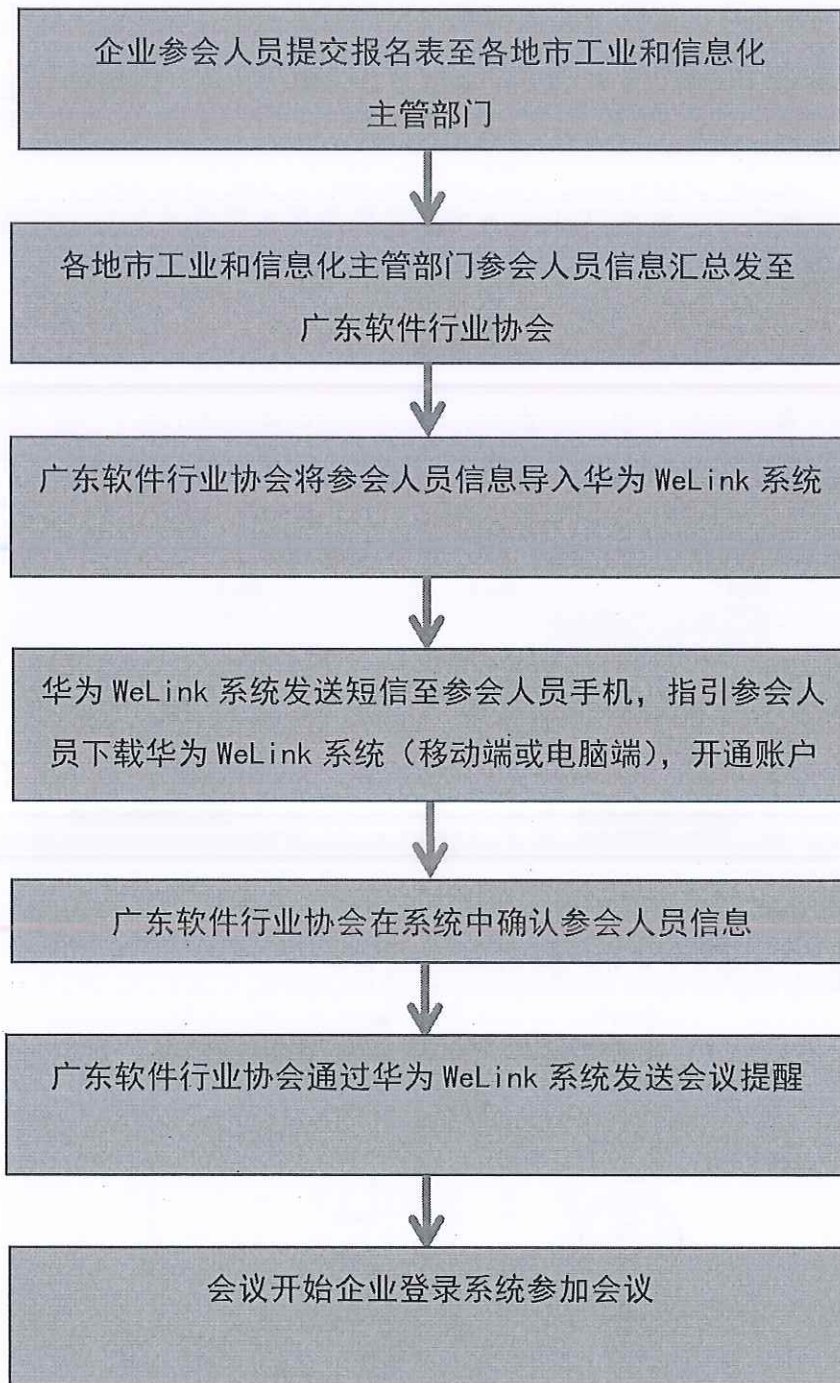 企业参会人员提交报名表至各地市工业和信息化
主管部门
各地市工业和信息化主管部门参会人员信息汇总发至
广东软件行业协会
广东软件行业协会将参会人员信息导入华为 WeLink 系统
华为 WeLink 系统发送短信至参会人员手机，指引参会人
员下载华为 WeLink 系统（移动端或电脑端），开通账户
广东软件行业协会在系统中确认参会人员信息
广东软件行业协会通过华为 WeLink 系统发送会议提醒
会议开始企业登录系统参加会议